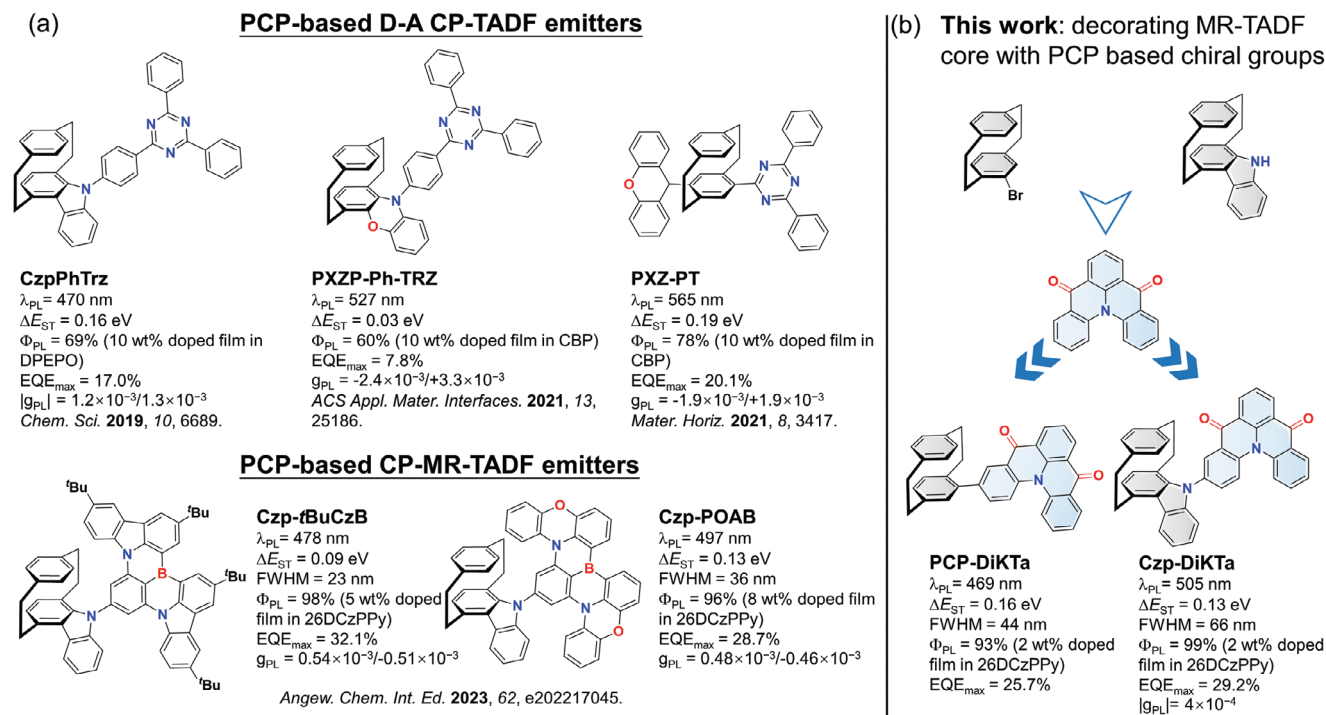 (a) PCP-based D-A CP-TADF emitters
N
N
N
N
CzpPhTrz
λPL= 470 nm
ΔEST = 0.16 eV
ΦPL = 69% (10 wt% doped film in
DPEPO)
EQEmax = 17.0%
|gPL| = 1.2×10⁻³/1.3×10⁻³
Chem. Sci. 2019, 10, 6689.
N
N
N
N
O
PXZP-Ph-TRZ
λPL= 527 nm
ΔEST = 0.03 eV
ΦPL = 60% (10 wt% doped film in CBP)
EQEmax = 7.8%
gPL = -2.4×10⁻³/+3.3×10⁻³
ACS Appl. Mater. Interfaces. 2021, 13,
25186.
O
N
N
N
PXZ-PT
λPL= 565 nm
ΔEST = 0.19 eV
ΦPL = 78% (10 wt% doped film in
CBP)
EQEmax = 20.1%
gPL = -1.9×10⁻³/+1.9×10⁻³
Mater. Horiz. 2021, 8, 3417.
PCP-based CP-MR-TADF emitters
tBu
tBu
N
B
tBu
N
N
tBu
Czp-tBuCzB
λPL= 478 nm
ΔEST = 0.09 eV
FWHM = 23 nm
ΦPL = 98% (5 wt% doped
film in 26DCzPPy)
EQEmax = 32.1%
gPL = 0.54×10⁻³/-0.51×10⁻³
O
N
B
N
N
O
Czp-POAB
λPL= 497 nm
ΔEST = 0.13 eV
FWHM = 36 nm
ΦPL = 96% (8 wt% doped film
in 26DCzPPy)
EQEmax = 28.7%
gPL = 0.48×10⁻³/-0.46×10⁻³
Angew. Chem. Int. Ed. 2023, 62, e202217045.
(b) This work: decorating MR-TADF
core with PCP based chiral groups
Br
NH
O
O
N
O
N
O
PCP-DiKTa
λPL= 469 nm
ΔEST = 0.16 eV
FWHM = 44 nm
ΦPL = 93% (2 wt% doped
film in 26DCzPPy)
EQEmax = 25.7%
O
O
N
N
Czp-DiKTa
λPL= 505 nm
ΔEST = 0.13 eV
FWHM = 66 nm
ΦPL = 99% (2 wt% doped
film in 26DCzPPy)
EQEmax = 29.2%
|gPL|= 4×10⁻⁴